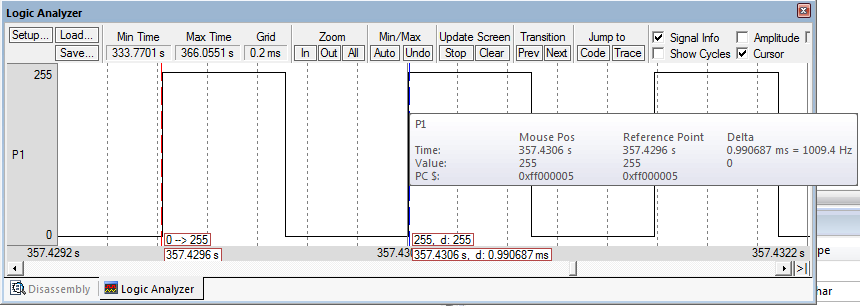 Logic Analyzer
Setup... Load... Min Time Max Time Grid Zoom Min/Max Update Screen Transition Jump to Signal Info Amplitude
Save... 333.7701 s 366.0551 s 0.2 ms In Out All Auto Undo Stop Clear Prev Next Code Trace Show Cycles Cursor
255
P1
P1
Mouse Pos Reference Point Delta
Time: 357.4306 s 357.4296 s 0.990687 ms = 1009.4 Hz
Value: 255 255 0
PC $: 0xff000005 0xff000005
0
0 --> 255 255, d: 255
357.4292 s 357.4296 s 357.4306 s, d: 0.990687 ms 357.4322 s
Disassembly Logic Analyzer